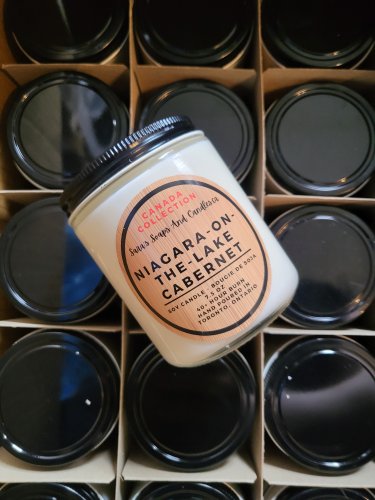 CANADA
COLLECTION
Sara's Soaps And Candles Co
NIAGARA-ON-
THE-LAKE
CABERNET
SOY CANDLE - BOUGIE DE SOJA
7.5 OZ
40+ HOUR BURN
HAND POURED IN
TORONTO, ONTARIO